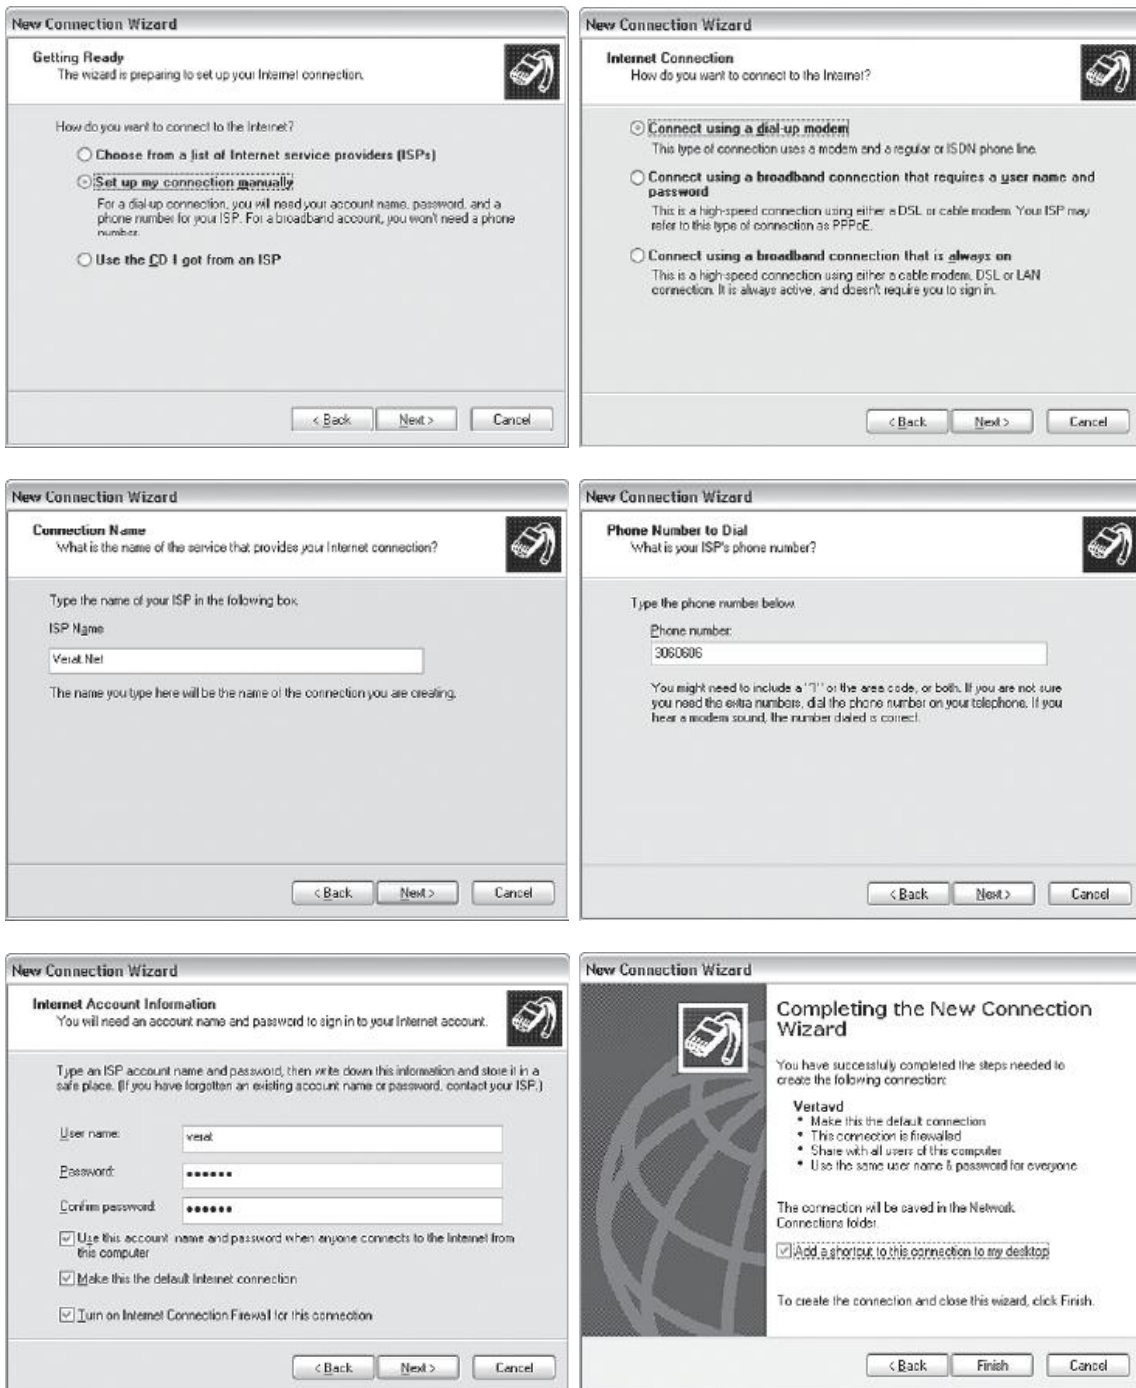 New Connection Wizard
Getting Ready
The wizard is preparing to set up your Internet connection.
How do you want to connect to the Internet?
Choose from a list of Internet service providers (ISPs)
Set up my connection manually
For a dial-up connection, you will need your account name, password, and a
phone number for your ISP. For a broadband account, you won't need a phone
number.
Use the CD I got from an ISP
< Back
Next >
Cancel
New Connection Wizard
Internet Connection
How do you want to connect to the Internet?
Connect using a dial-up modem
This type of connection uses a modem and a regular or ISDN phone line.
Connect using a broadband connection that requires a user name and
password
This is a high-speed connection using either a DSL or cable modem. Your ISP may
refer to this type of connection as PPPoE.
Connect using a broadband connection that is always on
This is a high-speed connection using either a cable modem, DSL or LAN
connection. It is always active, and doesn't require you to sign in.
< Back
Next >
Cancel
New Connection Wizard
Connection Name
What is the name of the service that provides your Internet connection?
Type the name of your ISP in the following box.
ISP Name
Verat Net
The name you type here will be the name of the connection you are creating.
< Back
Next >
Cancel
New Connection Wizard
Phone Number to Dial
What is your ISP's phone number?
Type the phone number below.
Phone number:
3060606
You might need to include a "1" or the area code, or both. If you are not sure
you need the extra numbers, dial the phone number on your telephone. If you
hear a modem sound, the number dialed is correct.
< Back
Next >
Cancel
New Connection Wizard
Internet Account Information
You will need an account name and password to sign in to your Internet account.
Type an ISP account name and password, then write down this information and store it in a
safe place. (If you have forgotten an existing account name or password, contact your ISP.)
User name:
verat
Password:
••••••
Confirm password:
••••••
Use this account name and password when anyone connects to the Internet from
this computer
Make this the default Internet connection
Turn on Internet Connection Firewall for this connection
< Back
Next >
Cancel
New Connection Wizard
Completing the New Connection
Wizard
You have successfully completed the steps needed to
create the following connection:
Vertavd
• Make this the default connection
• This connection is firewalled
• Share with all users of this computer
• Use the same user name & password for everyone
The connection will be saved in the Network
Connections folder.
Add a shortcut to this connection to my desktop
To create the connection and close this wizard, click Finish.
< Back
Finish
Cancel